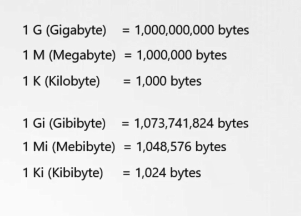 1 G (Gigabyte) = 1,000,000,000 bytes
1 M (Megabyte) = 1,000,000 bytes
1 K (Kilobyte) = 1,000 bytes
1 Gi (Gibibyte) = 1,073,741,824 bytes
1 Mi (Mebibyte) = 1,048,576 bytes
1 Ki (Kibibyte) = 1,024 bytes